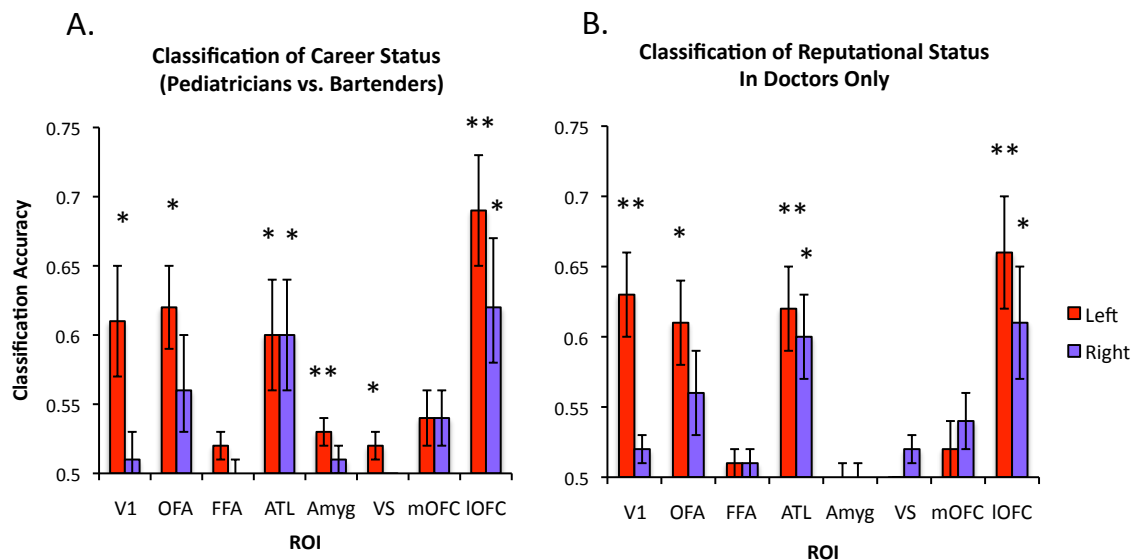 A.
Classification of Career Status
(Pediatricians vs. Bartenders)
Classification Accuracy
0.75
0.7
0.65
0.6
0.55
0.5
* * * * ** * ** *
V1 OFA FFA ATL Amyg VS mOFC lOFC
ROI
B.
Classification of Reputational Status
In Doctors Only
0.75
0.7
0.65
0.6
0.55
0.5
** * ** * ** *
V1 OFA FFA ATL Amyg VS mOFC lOFC
ROI
Left
Right